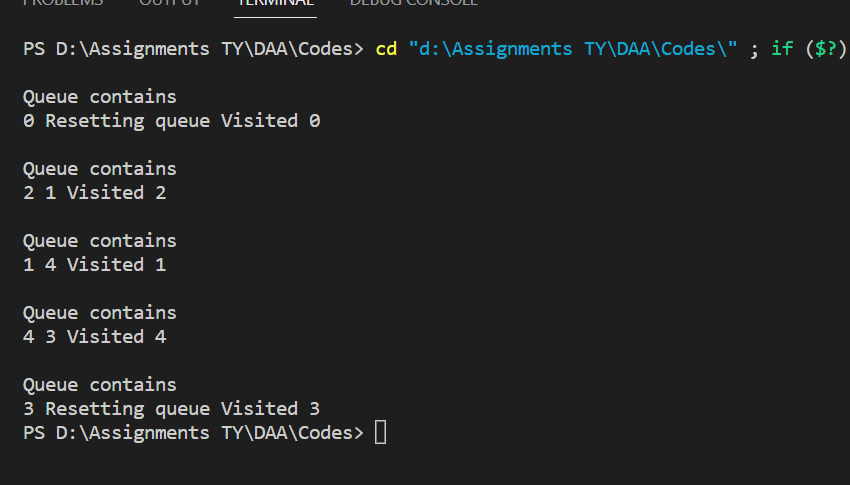 PROBLEMS OUTPUT TERMINAL DEBUG CONSOLE
PS D:\Assignments TY\DAA\Codes> cd "d:\Assignments TY\DAA\Codes\" ; if ($?)
Queue contains
0 Resetting queue Visited 0
Queue contains
2 1 Visited 2
Queue contains
1 4 Visited 1
Queue contains
4 3 Visited 4
Queue contains
3 Resetting queue Visited 3
PS D:\Assignments TY\DAA\Codes>